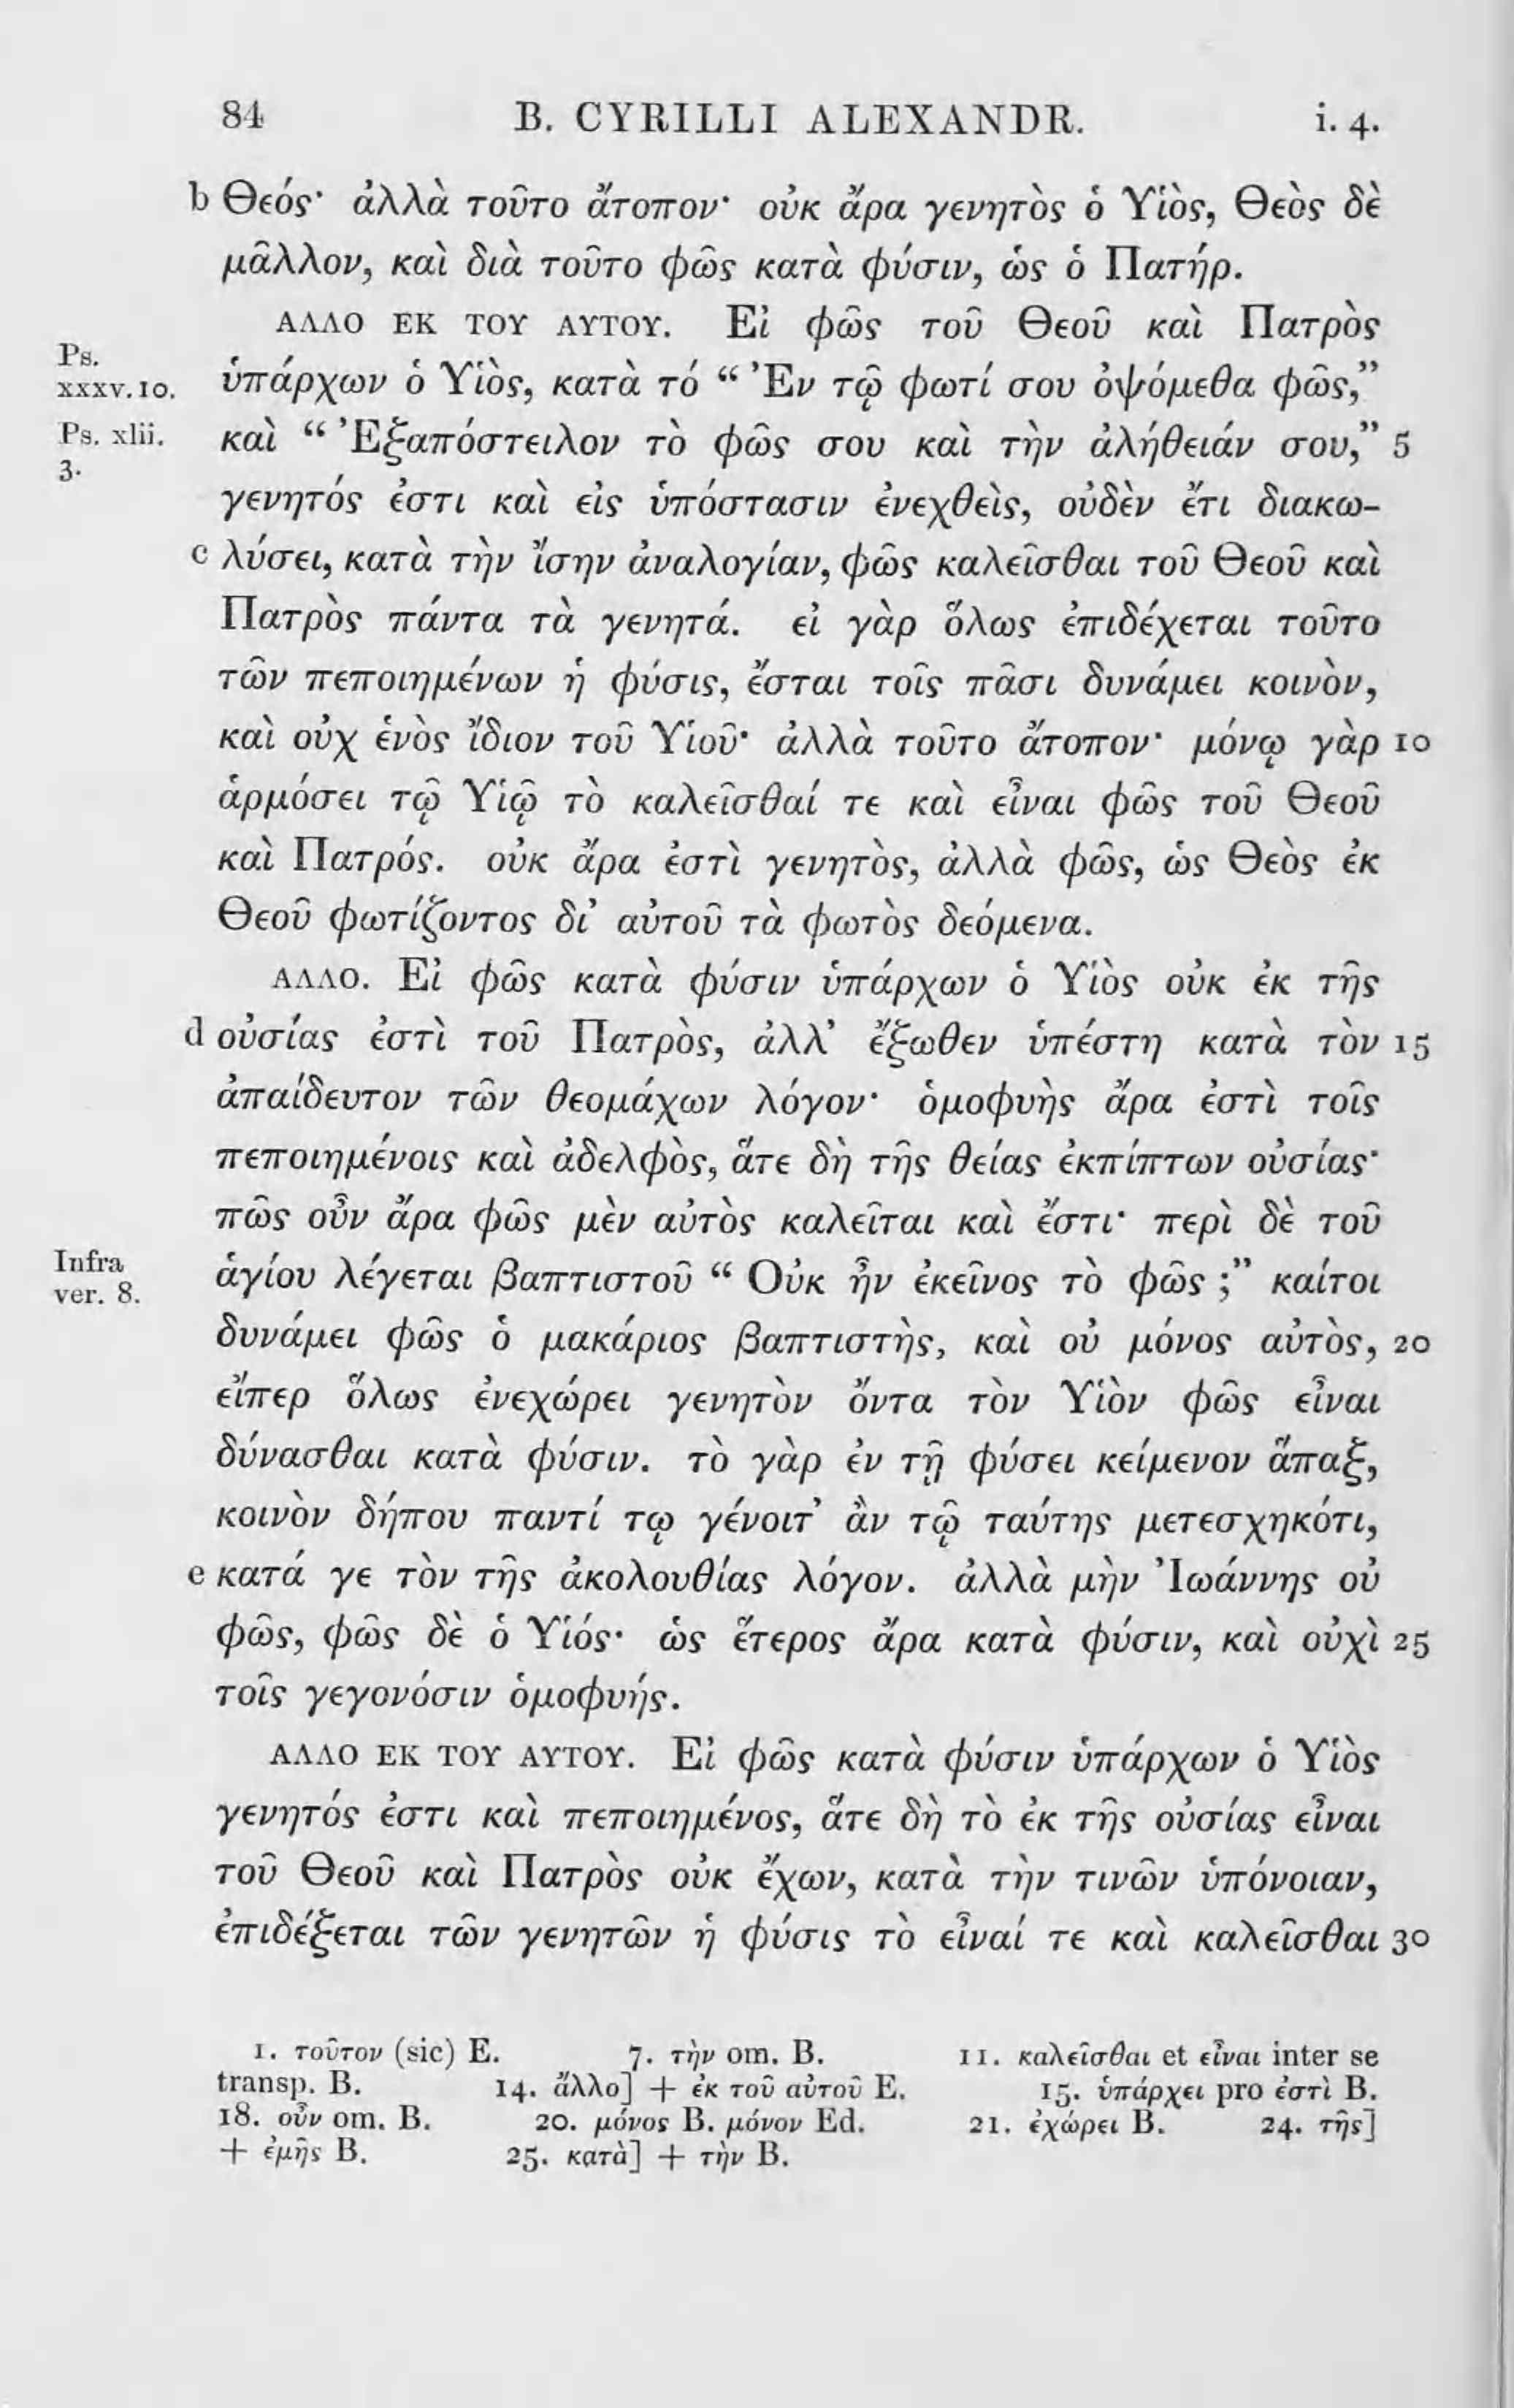 84 B. CYRILLI ALEXANDR. i. 4.
b Θεός· ἀλλὰ τοῦτο ἄτοπον· οὐκ ἄρα γενητὸς ὁ Υἱὸς, Θεὸς δὲ
μᾶλλον, καὶ διὰ τοῦτο φῶς κατὰ φύσιν, ὡς ὁ Πατήρ.
ΑΛΛΟ ΕΚ ΤΟΥ ΑΥΤΟΥ. Εἰ φῶς τοῦ Θεοῦ καὶ Πατρὸς
Ps.
xxxv. 10. ὑπάρχων ὁ Υἱὸς, κατὰ τό “ Ἐν τῷ φωτί σου ὀψόμεθα φῶς,”
Ps. xlii. καὶ “ Ἐξαπόστειλον τὸ φῶς σου καὶ τὴν ἀλήθειάν σου,” 5
3.
γενητός ἐστι καὶ εἰς ὑπόστασιν ἐνεχθεὶς, οὐδὲν ἔτι διακω-
c λύσει, κατὰ τὴν ἴσην ἀναλογίαν, φῶς καλεῖσθαι τοῦ Θεοῦ καὶ
Πατρὸς πάντα τὰ γενητά. εἰ γὰρ ὅλως ἐπιδέχεται τοῦτο
τῶν πεποιημένων ἡ φύσις, ἔσται τοῖς πᾶσι δυνάμει κοινὸν,
καὶ οὐχ ἑνὸς ἴδιον τοῦ Υἱοῦ· ἀλλὰ τοῦτο ἄτοπον· μόνῳ γὰρ 10
ἁρμόσει τῷ Υἱῷ τὸ καλεῖσθαί τε καὶ εἶναι φῶς τοῦ Θεοῦ
καὶ Πατρός. οὐκ ἄρα ἐστὶ γενητὸς, ἀλλὰ φῶς, ὡς Θεὸς ἐκ
Θεοῦ φωτίζοντος δι’ αὐτοῦ τὰ φωτὸς δεόμενα.
ΑΛΛΟ. Εἰ φῶς κατὰ φύσιν ὑπάρχων ὁ Υἱὸς οὐκ ἐκ τῆς
d οὐσίας ἐστὶ τοῦ Πατρὸς, ἀλλ’ ἔξωθεν ὑπέστη κατὰ τὸν 15
ἀπαίδευτον τῶν θεομάχων λόγον· ὁμοφυὴς ἄρα ἐστὶ τοῖς
πεποιημένοις καὶ ἀδελφὸς, ἅτε δὴ τῆς θείας ἐκπίπτων οὐσίας·
πῶς οὖν ἄρα φῶς μὲν αὐτὸς καλεῖται καὶ ἔστι· περὶ δὲ τοῦ
Infra
ver. 8. ἁγίου λέγεται βαπτιστοῦ “ Οὐκ ἦν ἐκεῖνος τὸ φῶς ;” καίτοι
δυνάμει φῶς ὁ μακάριος βαπτιστὴς, καὶ οὐ μόνος αὐτὸς, 20
εἴπερ ὅλως ἐνεχώρει γενητὸν ὄντα τὸν Υἱὸν φῶς εἶναι
δύνασθαι κατὰ φύσιν. τὸ γὰρ ἐν τῇ φύσει κείμενον ἅπαξ,
κοινὸν δήπου παντί τῳ γένοιτ’ ἂν τῷ ταύτης μετεσχηκότι,
e κατά γε τὸν τῆς ἀκολουθίας λόγον. ἀλλὰ μὴν Ἰωάννης οὐ
φῶς, φῶς δὲ ὁ Υἱός· ὡς ἕτερος ἄρα κατὰ φύσιν, καὶ οὐχὶ 25
τοῖς γεγονόσιν ὁμοφυής.
ΑΛΛΟ ΕΚ ΤΟΥ ΑΥΤΟΥ. Εἰ φῶς κατὰ φύσιν ὑπάρχων ὁ Υἱὸς
γενητός ἐστι καὶ πεποιημένος, ἅτε δὴ τὸ ἐκ τῆς οὐσίας εἶναι
τοῦ Θεοῦ καὶ Πατρὸς οὐκ ἔχων, κατὰ τὴν τινῶν ὑπόνοιαν,
ἐπιδέξεται τῶν γενητῶν ἡ φύσις τὸ εἶναί τε καὶ καλεῖσθαι 30
1. τοῦτον (sic) E. 7. τὴν om. B. 11. καλεῖσθαι et εἶναι inter se
transp. B. 14. ἄλλο] + ἐκ τοῦ αὐτοῦ E. 15. ὑπάρχει pro ἐστὶ B.
18. οὖν om. B. 20. μόνος B. μόνον Ed. 21. ἐχώρει B. 24. τῆς]
+ ἐμῆς B. 25. κατὰ] + τὴν B.